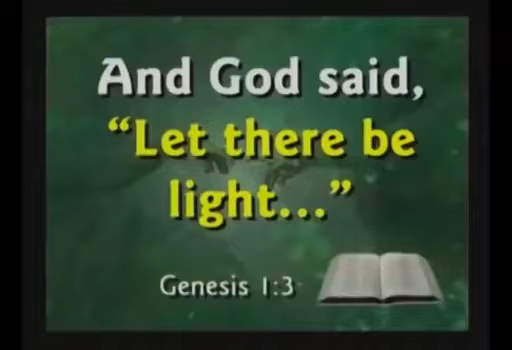 And God said,
“Let there be
light...”
Genesis 1:3